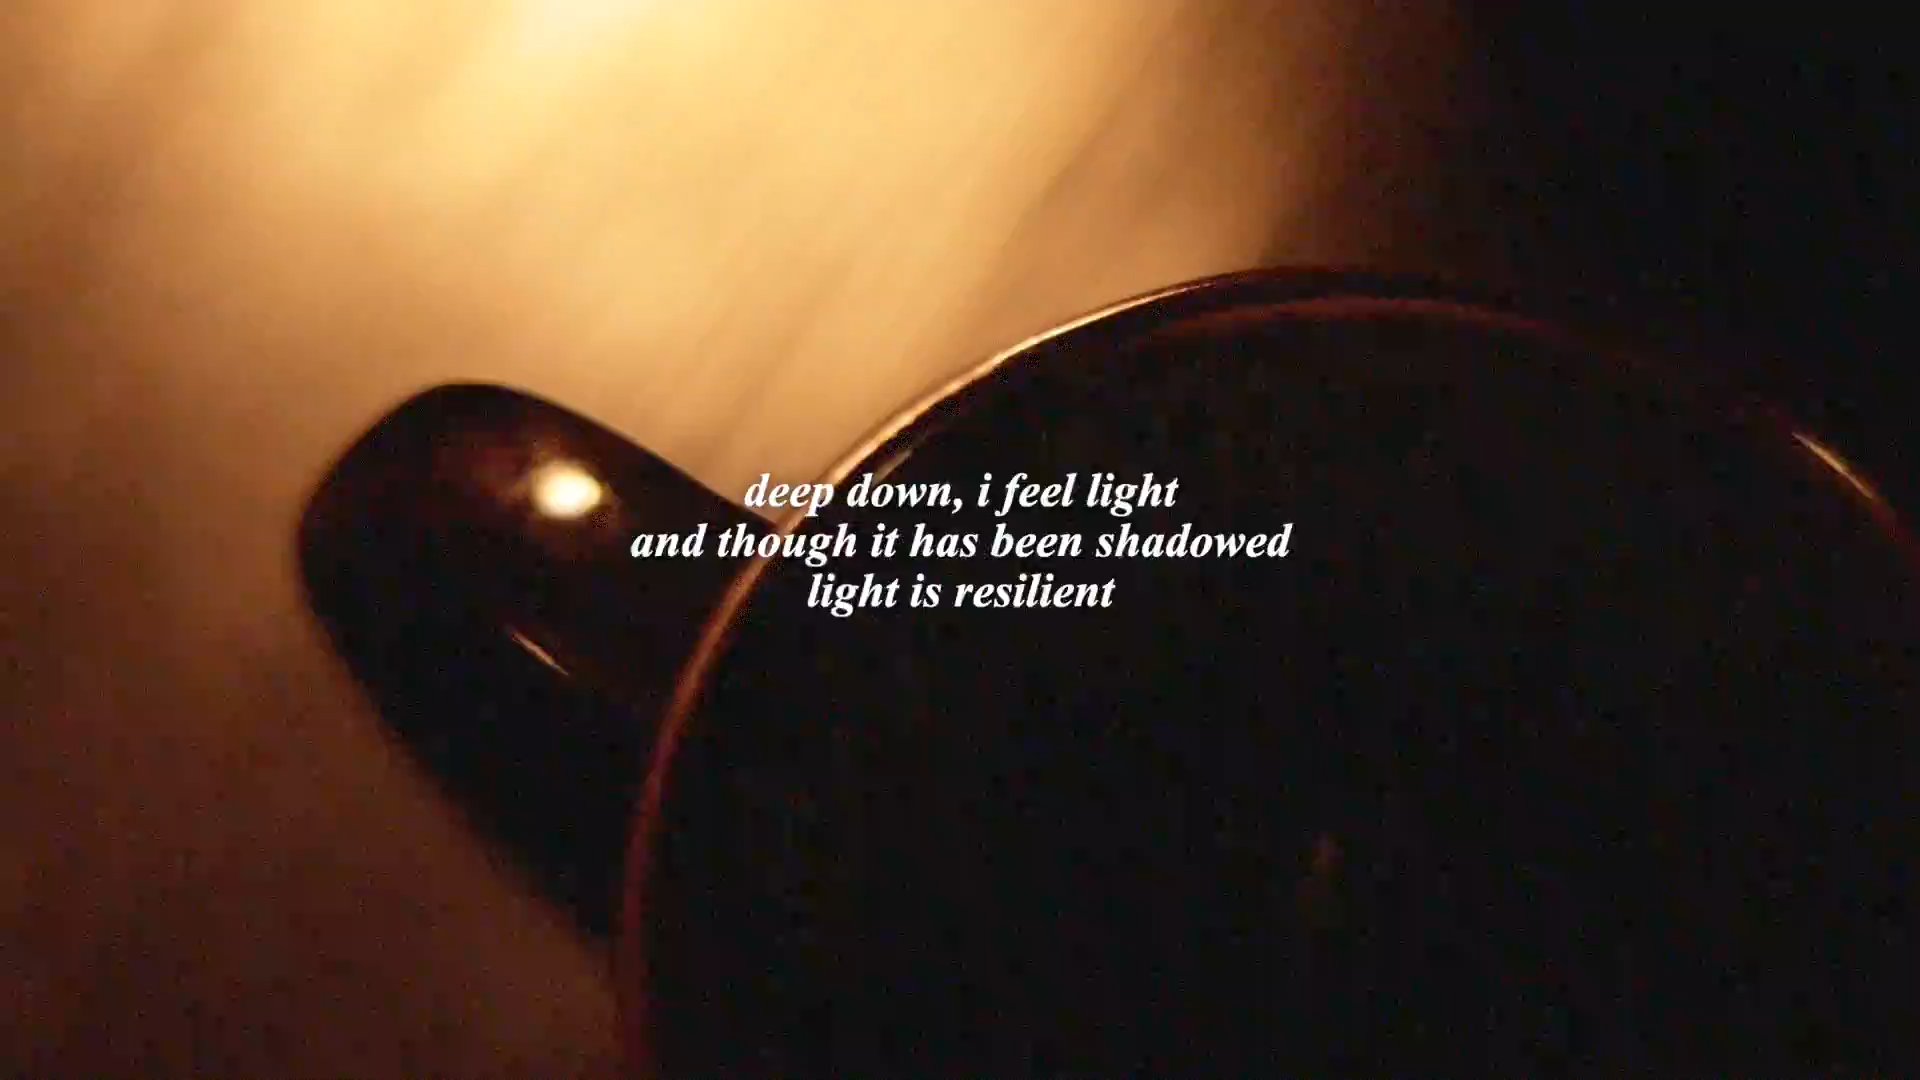 deep down, i feel light
and though it has been shadowed
light is resilient